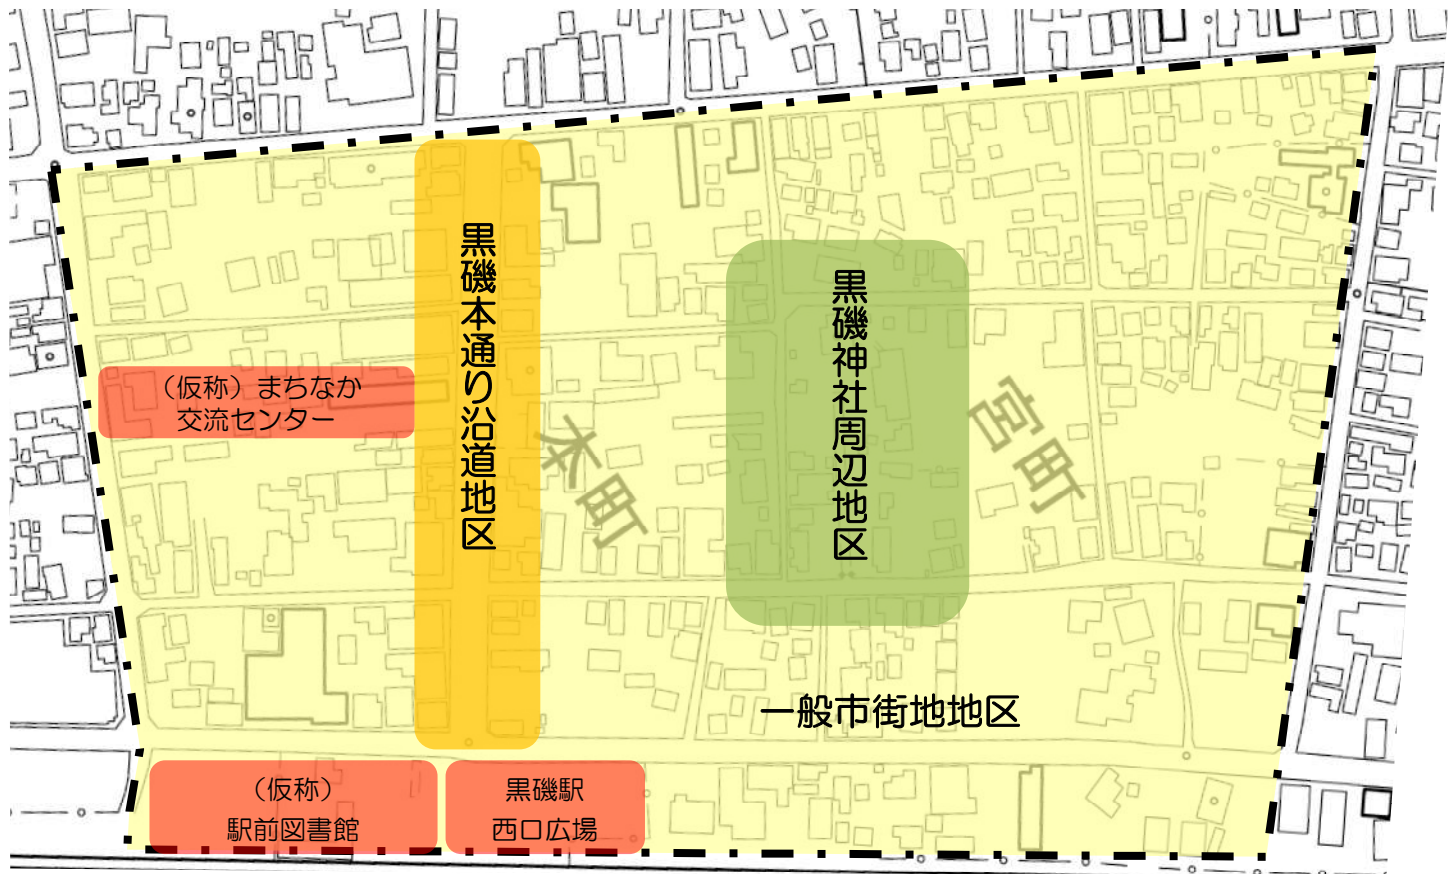 黒磯本通り沿道地区
黒磯神社周辺地区
（仮称）まちなか
交流センター
本町
宮町
一般市街地地区
（仮称）
駅前図書館
黒磯駅
西口広場